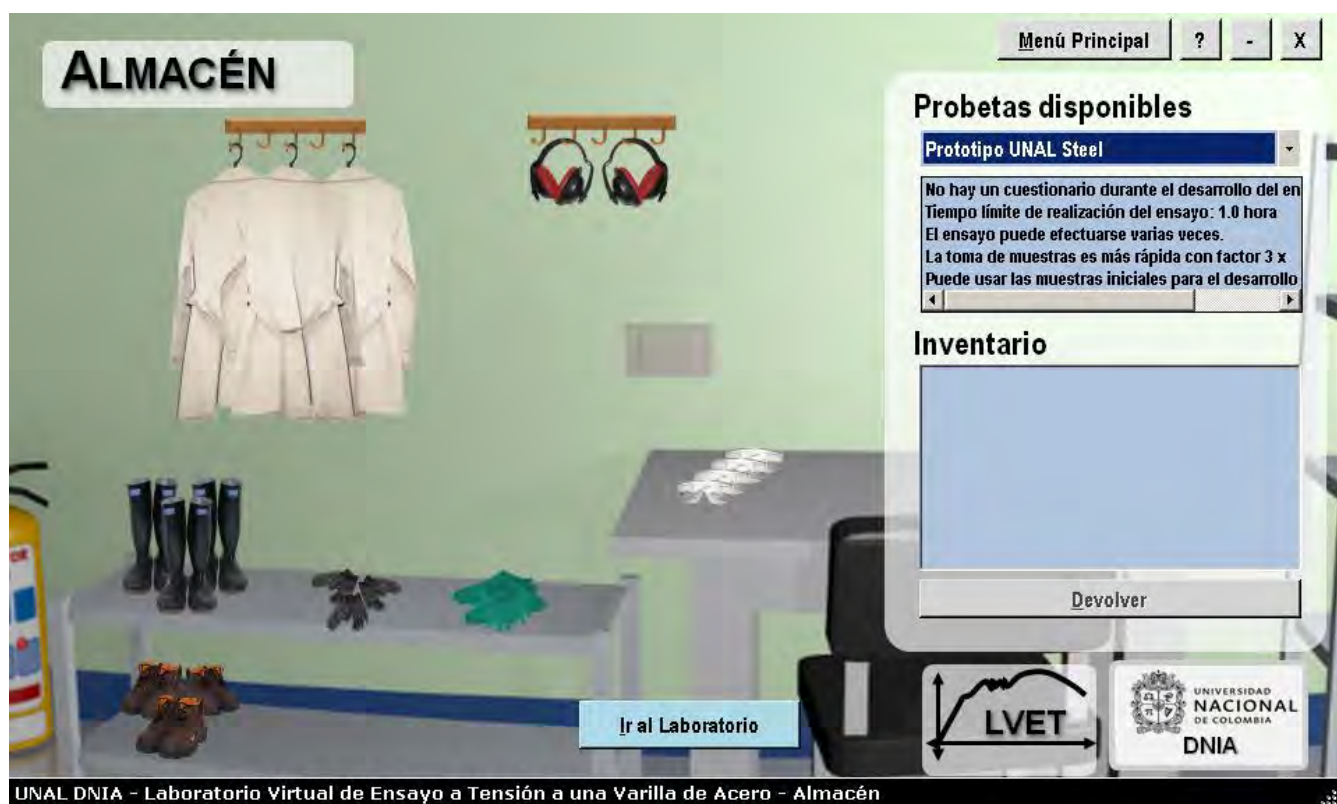 ALMACÉN
Menú Principal
?
-
X
Probetas disponibles
Prototipo UNAL Steel
No hay un cuestionario durante el desarrollo del en
Tiempo límite de realización del ensayo: 1.0 hora
El ensayo puede efectuarse varias veces.
La toma de muestras es más rápida con factor 3 x
Puede usar las muestras iniciales para el desarrollo
Inventario
Devolver
Ir al Laboratorio
LVET
UNIVERSIDAD
NACIONAL
DE COLOMBIA
DNIA
UNAL DNIA - Laboratorio Virtual de Ensayo a Tensión a una Varilla de Acero - Almacén